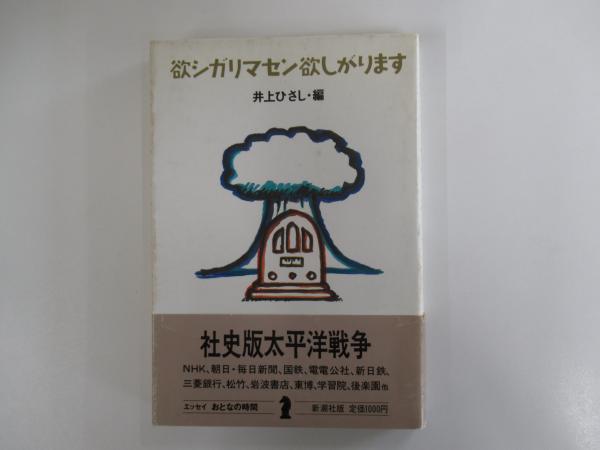 欲シガリマセン欲しがります
井上ひさし・編
社史版太平洋戦争
NHK、朝日・毎日新聞、国鉄、電電公社、新日鉄、
三菱銀行、松竹、岩波書店、東博、学習院、後楽園他
エッセイ おとなの時間
新潮社版 定価1000円